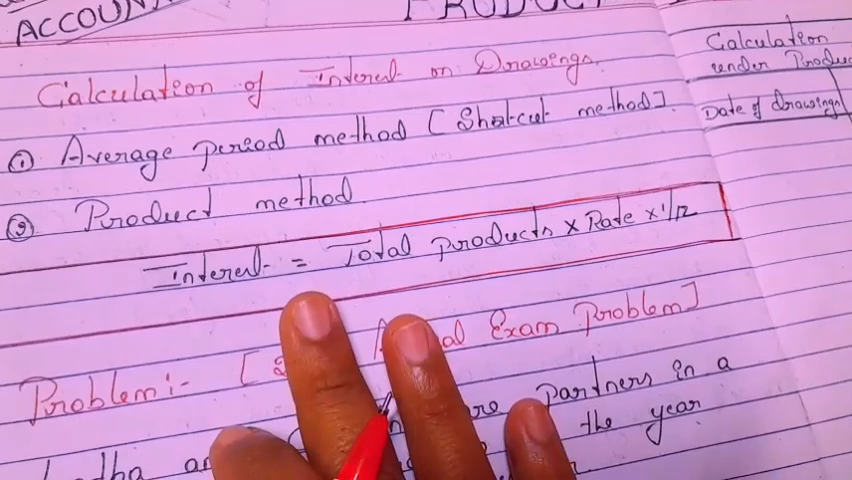 ACCOUN
PRODUCT
Calculation of Interest on Drawings.
① Average period method [Shortcut method].
② Product method
Interest = Total products × Rate × 1/12
Problem:- [ Exam Problem]
partners in a
the year
Calculation
under Produc
Date of drawings